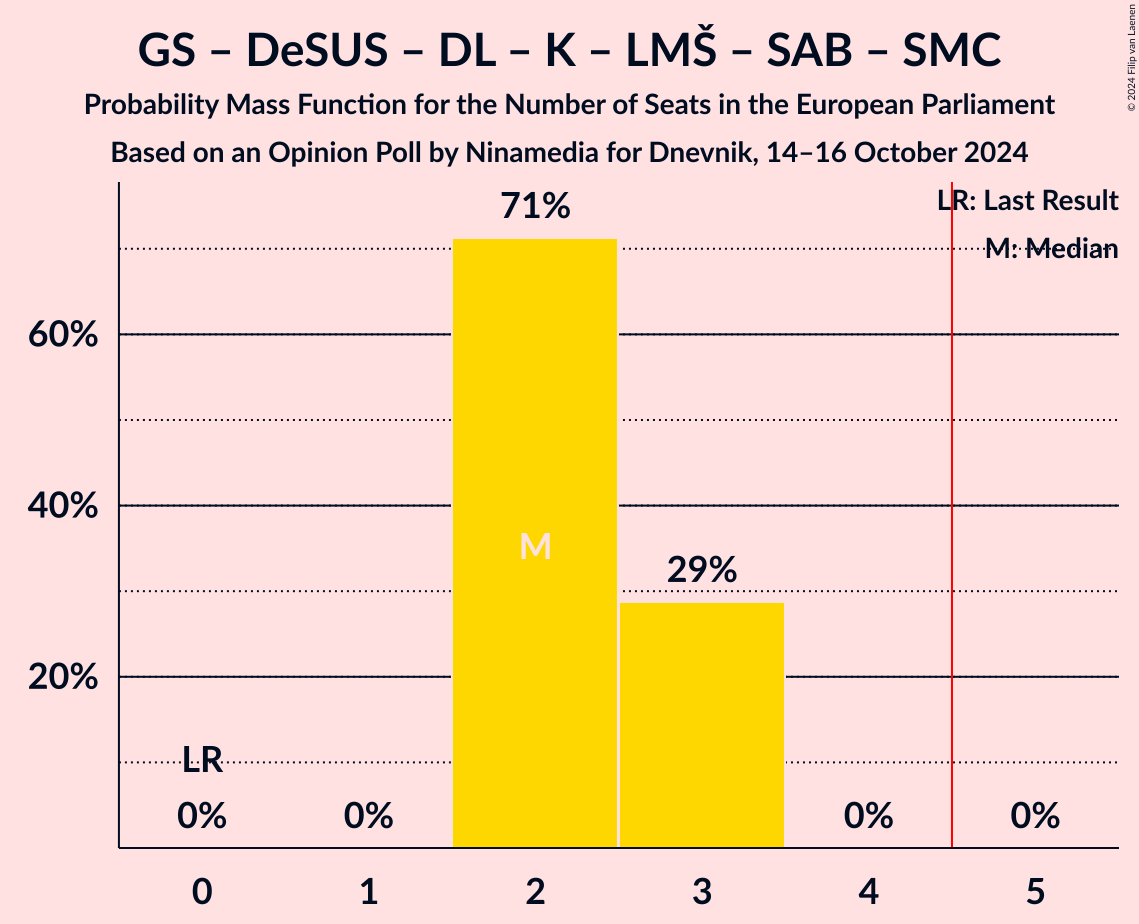 GS – DeSUS – DL – K – LMŠ – SAB – SMC
Probability Mass Function for the Number of Seats in the European Parliament
Based on an Opinion Poll by Ninamedia for Dnevnik, 14–16 October 2024
© 2024 Filip van Laenen
LR: Last Result
M: Median
71%
60%
40%
M
29%
20%
LR
0% 0% 0% 0%
0 1 2 3 4 5